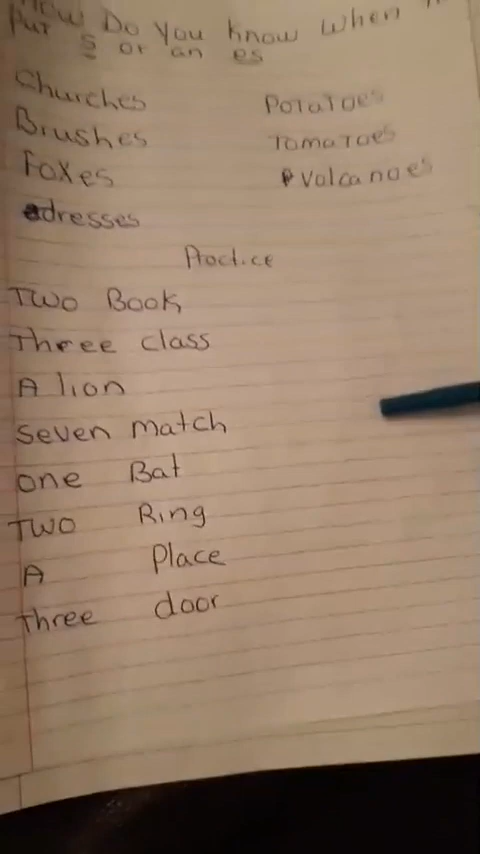 How Do You Know When
Put s or an es
Churches
Brushes
Foxes
dresses
Potatoes
Tomatoes
Volcanoes
Practice
Two Book
Three class
A lion
seven match
one Bat
Two Ring
A Place
Three door